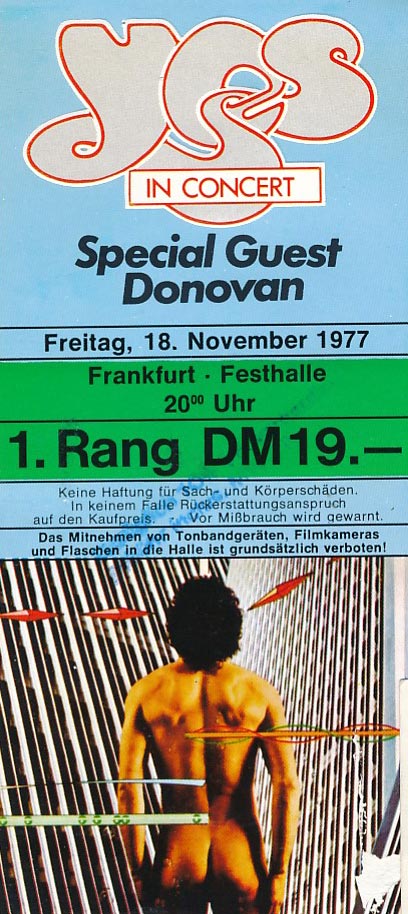 Yes
IN CONCERT
Special Guest
Donovan
Freitag, 18. November 1977
Frankfurt · Festhalle
20⁰⁰ Uhr
1. Rang DM 19.—
Keine Haftung für Sach- und Körperschäden.
In keinem Falle Rückerstattungsanspruch
auf den Kaufpreis. Vor Mißbrauch wird gewarnt.
Das Mitnehmen von Tonbandgeräten, Filmkameras
und Flaschen in die Halle ist grundsätzlich verboten!